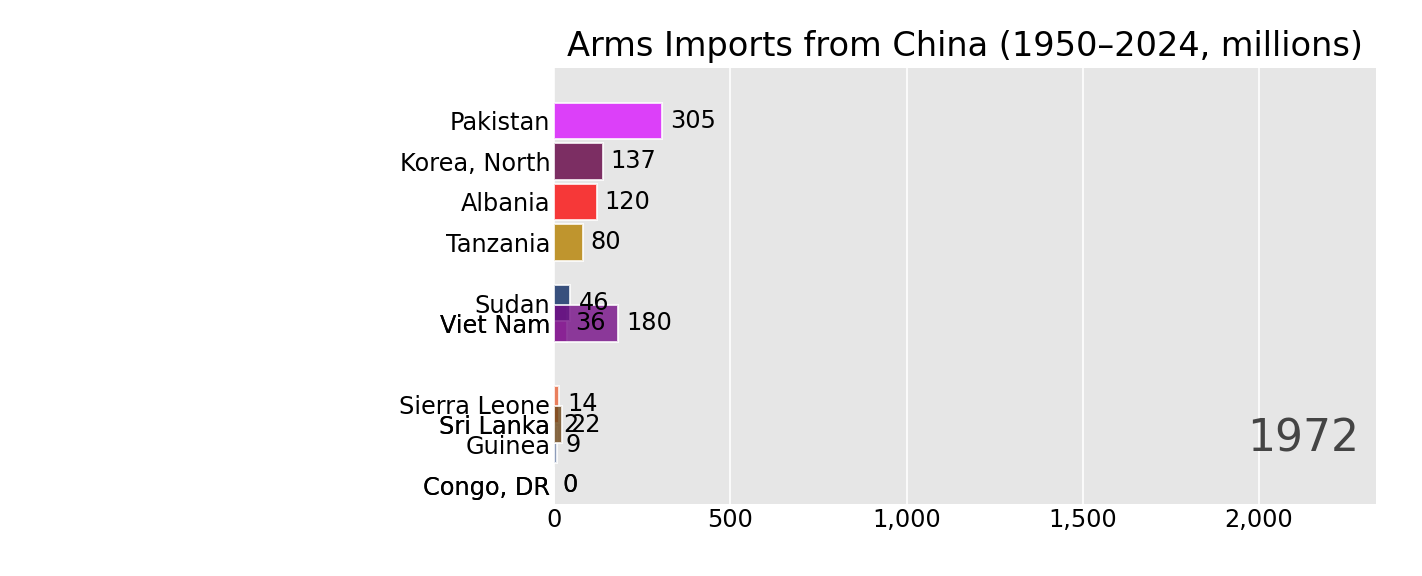 Arms Imports from China (1950–2024, millions)
Pakistan 305
Korea, North 137
Albania 120
Tanzania 80
Sudan 46
Viet Nam 36 180
Sierra Leone 14
Sri Lanka 2 22
Guinea 9
Congo, DR 0
1972
0 500 1,000 1,500 2,000